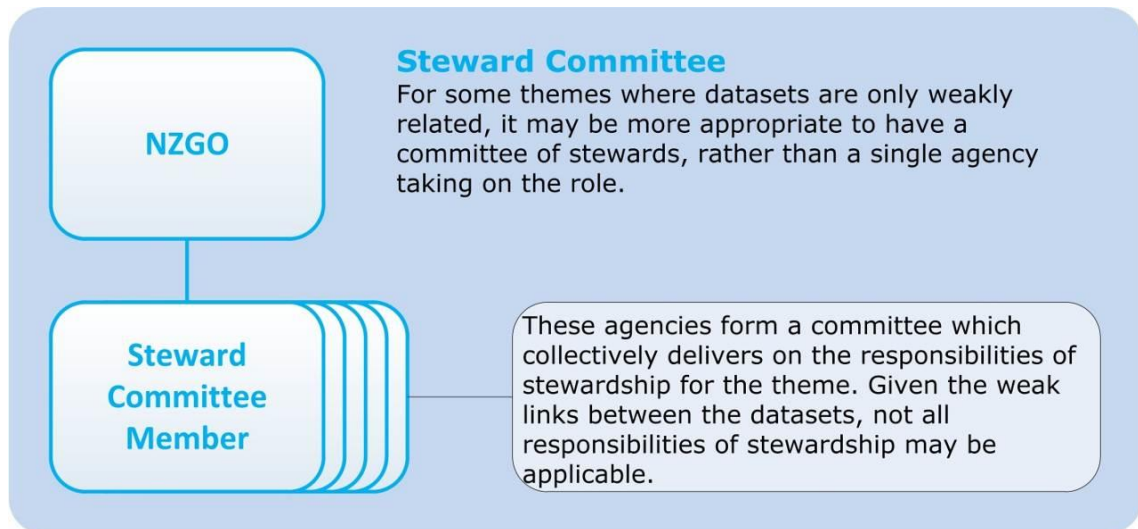 Steward Committee
For some themes where datasets are only weakly
related, it may be more appropriate to have a
committee of stewards, rather than a single agency
taking on the role.
NZGO
Steward
Committee
Member
These agencies form a committee which
collectively delivers on the responsibilities of
stewardship for the theme. Given the weak
links between the datasets, not all
responsibilities of stewardship may be
applicable.